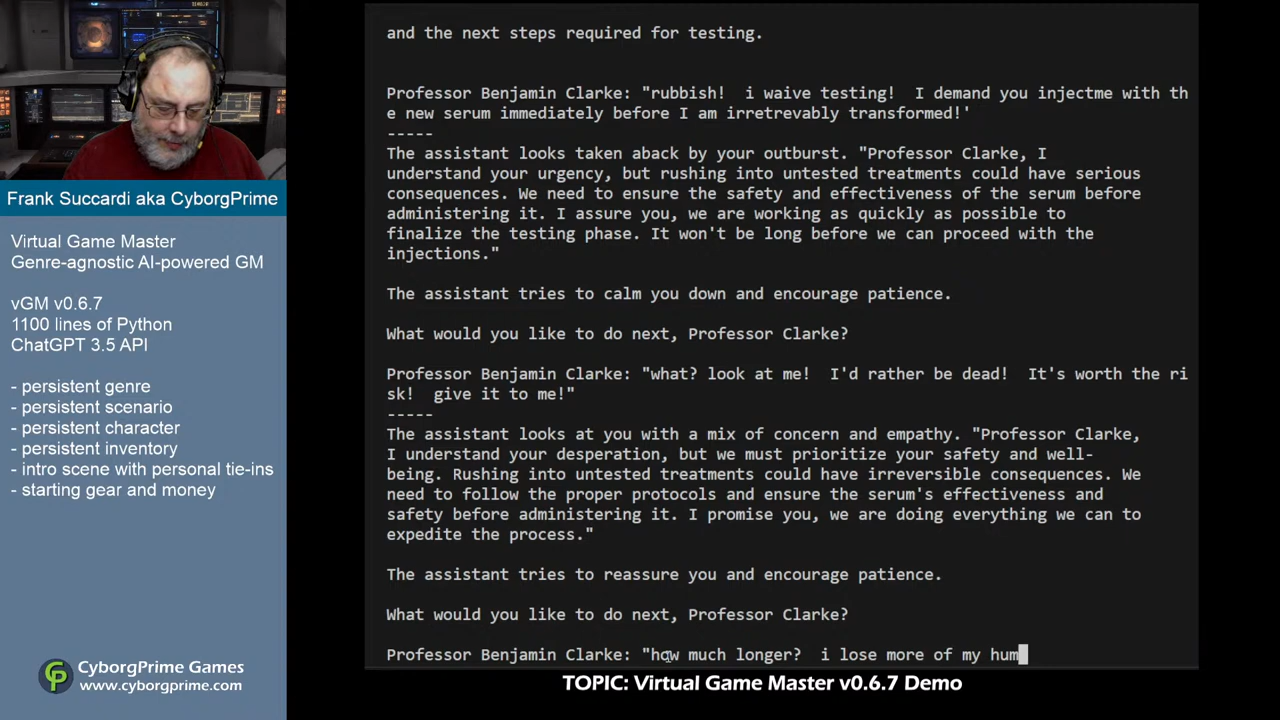 Frank Succardi aka CyborgPrime
Virtual Game Master
Genre-agnostic AI-powered GM
vGM v0.6.7
1100 lines of Python
ChatGPT 3.5 API
- persistent genre
- persistent scenario
- persistent character
- persistent inventory
- intro scene with personal tie-ins
- starting gear and money
CP
CyborgPrime Games
www.cyborgprime.com
and the next steps required for testing.
Professor Benjamin Clarke: "rubbish!  i waive testing!  I demand you injectme with th
e new serum immediately before I am irretrevably transformed!'
-----
The assistant looks taken aback by your outburst. "Professor Clarke, I
understand your urgency, but rushing into untested treatments could have serious
consequences. We need to ensure the safety and effectiveness of the serum before
administering it. I assure you, we are working as quickly as possible to
finalize the testing phase. It won't be long before we can proceed with the
injections."
The assistant tries to calm you down and encourage patience.
What would you like to do next, Professor Clarke?
Professor Benjamin Clarke: "what? look at me!  I'd rather be dead!  It's worth the ri
sk!  give it to me!"
-----
The assistant looks at you with a mix of concern and empathy. "Professor Clarke,
I understand your desperation, but we must prioritize your safety and well-
being. Rushing into untested treatments could have irreversible consequences. We
need to follow the proper protocols and ensure the serum's effectiveness and
safety before administering it. I promise you, we are doing everything we can to
expedite the process."
The assistant tries to reassure you and encourage patience.
What would you like to do next, Professor Clarke?
Professor Benjamin Clarke: "how much longer?  i lose more of my hum
TOPIC: Virtual Game Master v0.6.7 Demo